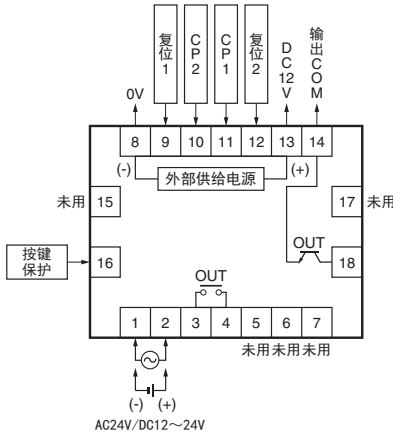 复位1
CP2
CP1
复位2
DC12V
输出COM
0V
8 9 10 11 12 13 14
(-) 外部供给电源 (+)
未用 15
17 未用
按键保护
16
OUT
18
OUT
1 2 3 4 5 6 7
未用 未用 未用
(-) (+)
AC24V/DC12～24V